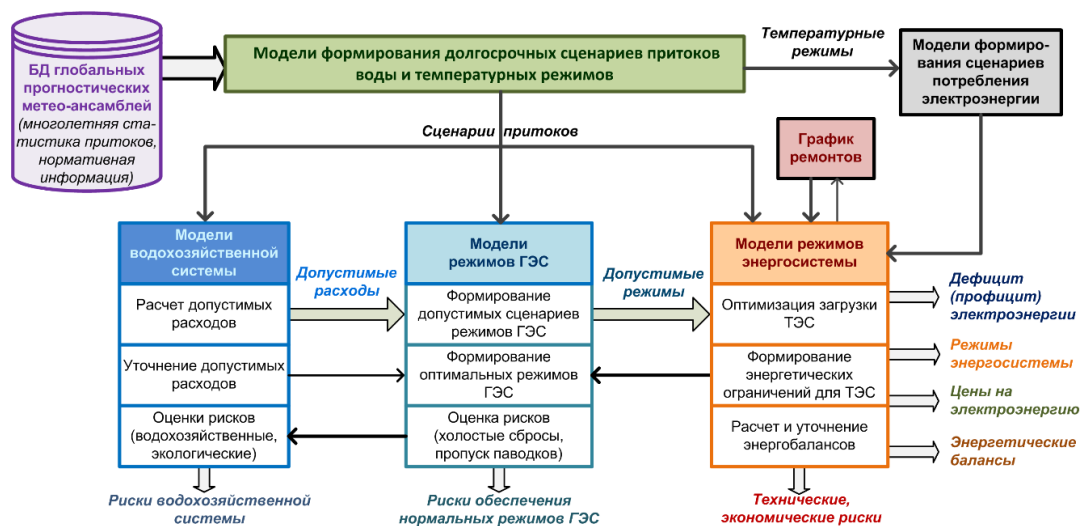 БД глобальных
прогностических
метео-ансамблей
(многолетняя ста-
тистика притоков,
нормативная
информация)
Модели формирования долгосрочных сценариев притоков
воды и температурных режимов
Температурные
режимы
Модели формиро-
вания сценариев
потребления
электроэнергии
Сценарии притоков
График
ремонтов
Модели
водохозяйственной
системы
Допустимые
расходы
Модели
режимов ГЭС
Допустимые
режимы
Модели режимов
энергосистемы
Расчет допустимых
расходов
Формирование
допустимых сценариев
режимов ГЭС
Оптимизация загрузки
ТЭС
Дефицит
(профицит)
электроэнергии
Уточнение допустимых
расходов
Формирование
оптимальных режимов
ГЭС
Формирование
энергетических
ограничений для ТЭС
Режимы
энергосистемы
Цены на
электроэнергию
Оценки рисков
(водохозяйственные,
экологические)
Оценка рисков
(холостые сбросы,
пропуск паводков)
Расчет и уточнение
энергобалансов
Энергетические
балансы
Риски водохозяйственной
системы
Риски обеспечения
нормальных режимов ГЭС
Технические,
экономические риски